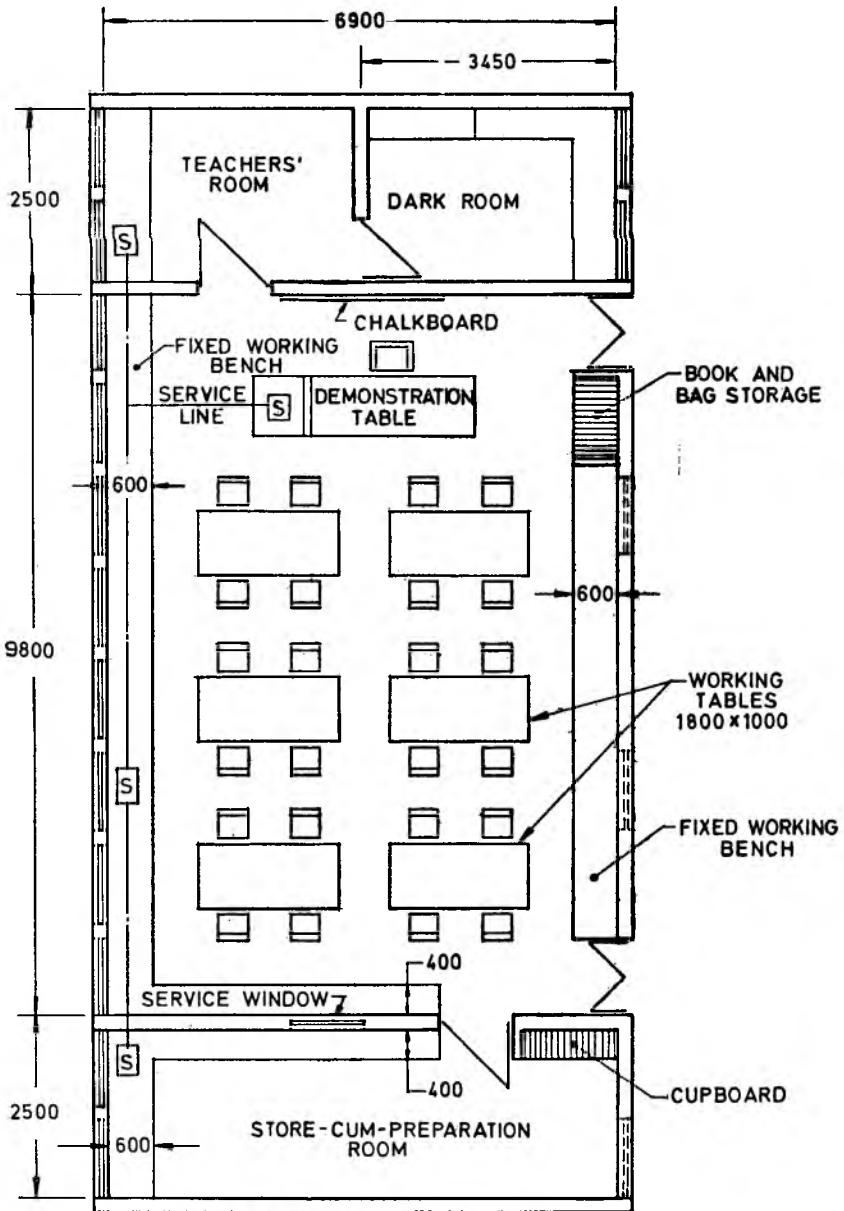 6900
3450
TEACHERS'
ROOM
DARK ROOM
2500
S
CHALKBOARD
FIXED WORKING
BENCH
SERVICE
LINE
S
DEMONSTRATION
TABLE
BOOK AND
BAG STORAGE
600
600
9800
WORKING
TABLES
1800 × 1000
S
FIXED WORKING
BENCH
400
SERVICE WINDOW
S
400
CUPBOARD
2500
600
STORE-CUM-PREPARATION
ROOM